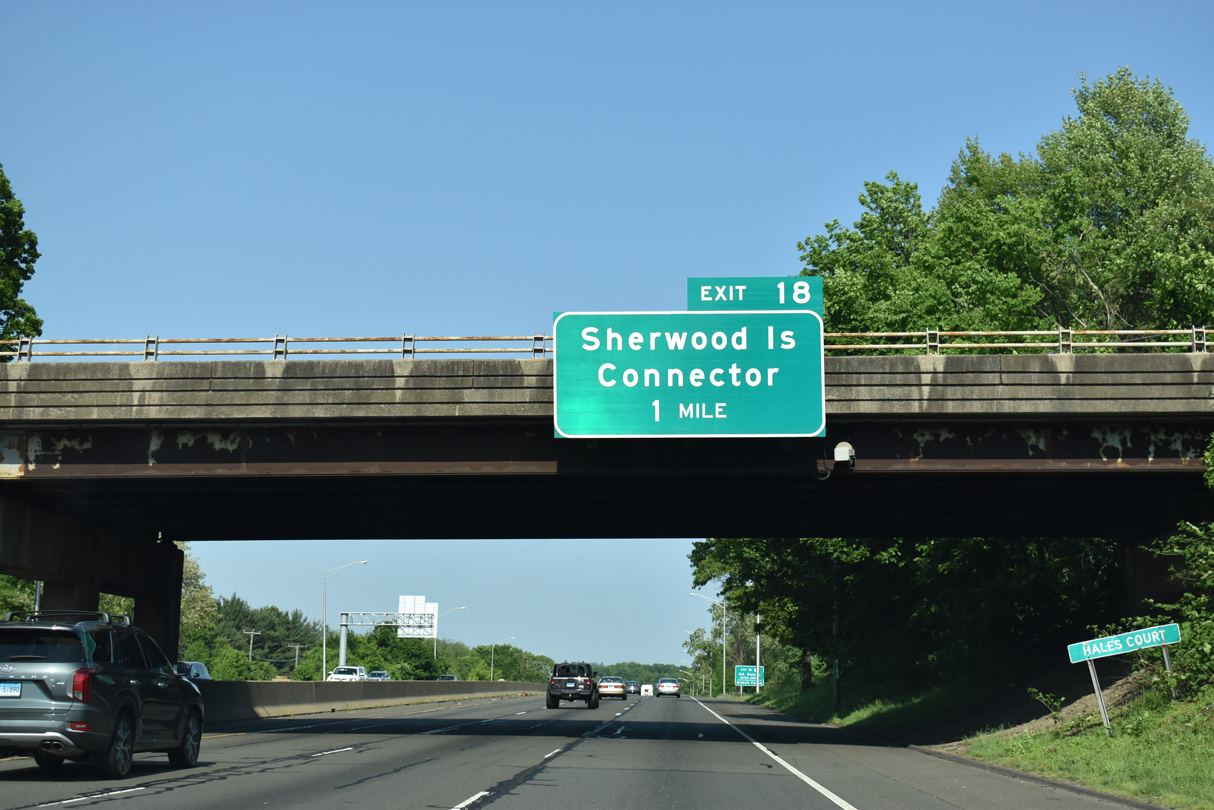 EXIT 18
Sherwood Is
Connector
1 MILE
HALES COURT